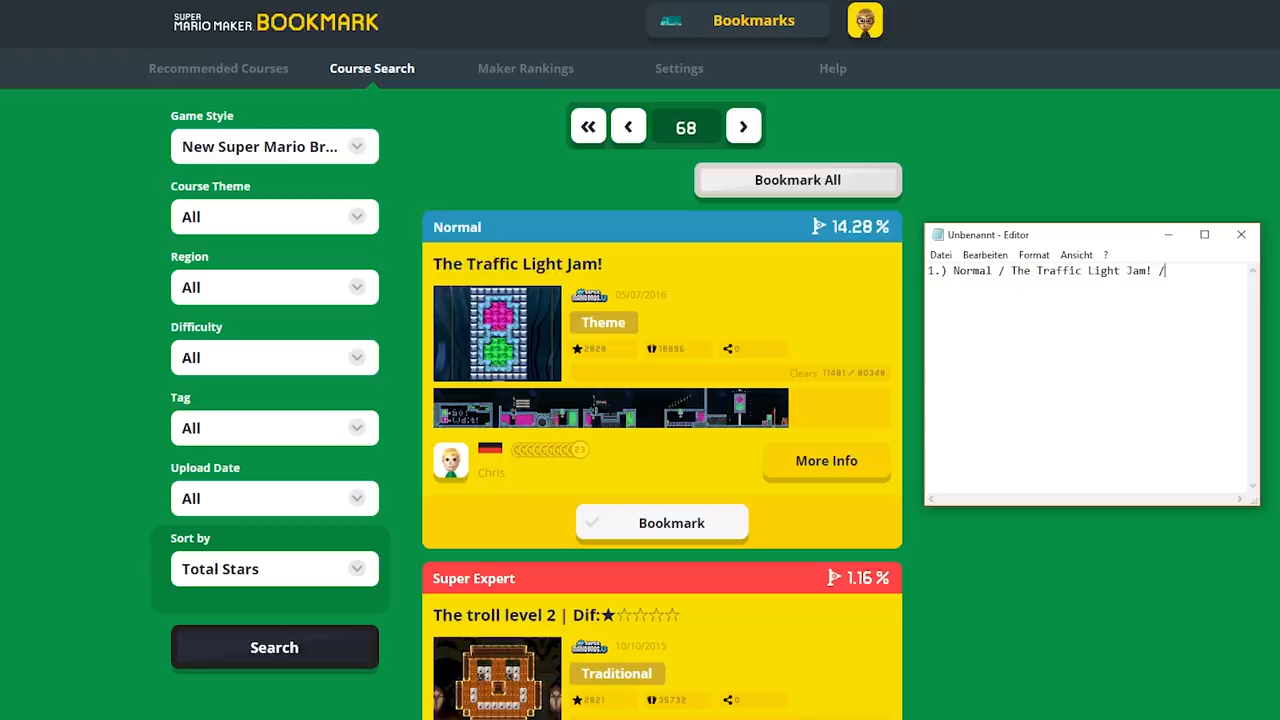 SUPER
MARIO MAKER BOOKMARK
Bookmarks
Recommended Courses
Course Search
Maker Rankings
Settings
Help
Game Style
New Super Mario Br...
Course Theme
All
Region
All
Difficulty
All
Tag
All
Upload Date
All
Sort by
Total Stars
Search
68
Bookmark All
Normal
14.28 %
The Traffic Light Jam!
05/07/2016
Theme
2828
18896
0
Clears 11481 / 80348
23
Chris
More Info
Bookmark
Super Expert
1.16 %
The troll level 2 | Dif:★☆☆☆☆☆
10/10/2015
Traditional
2821
35732
0
Unbenannt - Editor
Datei Bearbeiten Format Ansicht ?
1.) Normal / The Traffic Light Jam! /